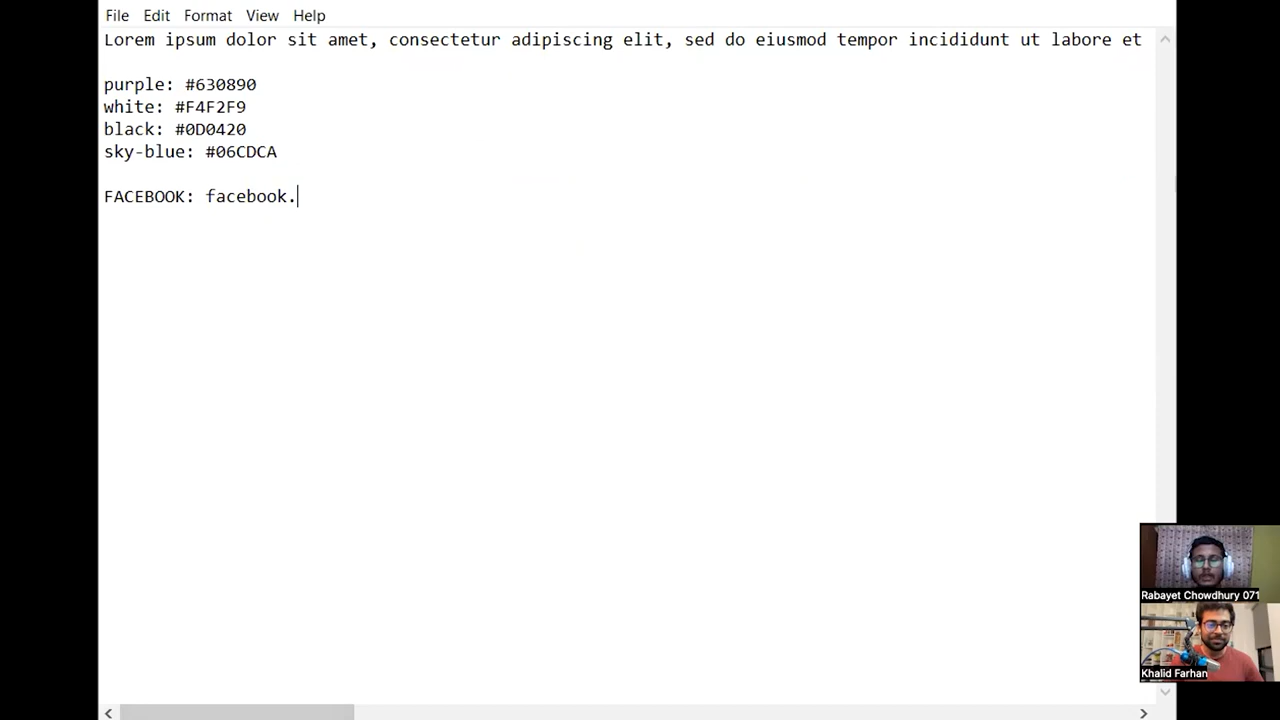 File Edit Format View Help
Lorem ipsum dolor sit amet, consectetur adipiscing elit, sed do eiusmod tempor incididunt ut labore et
purple: #630890
white: #F4F2F9
black: #0D0420
sky-blue: #06CDCA
FACEBOOK: facebook.
Rabayet Chowdhury 071
Khalid Farhan